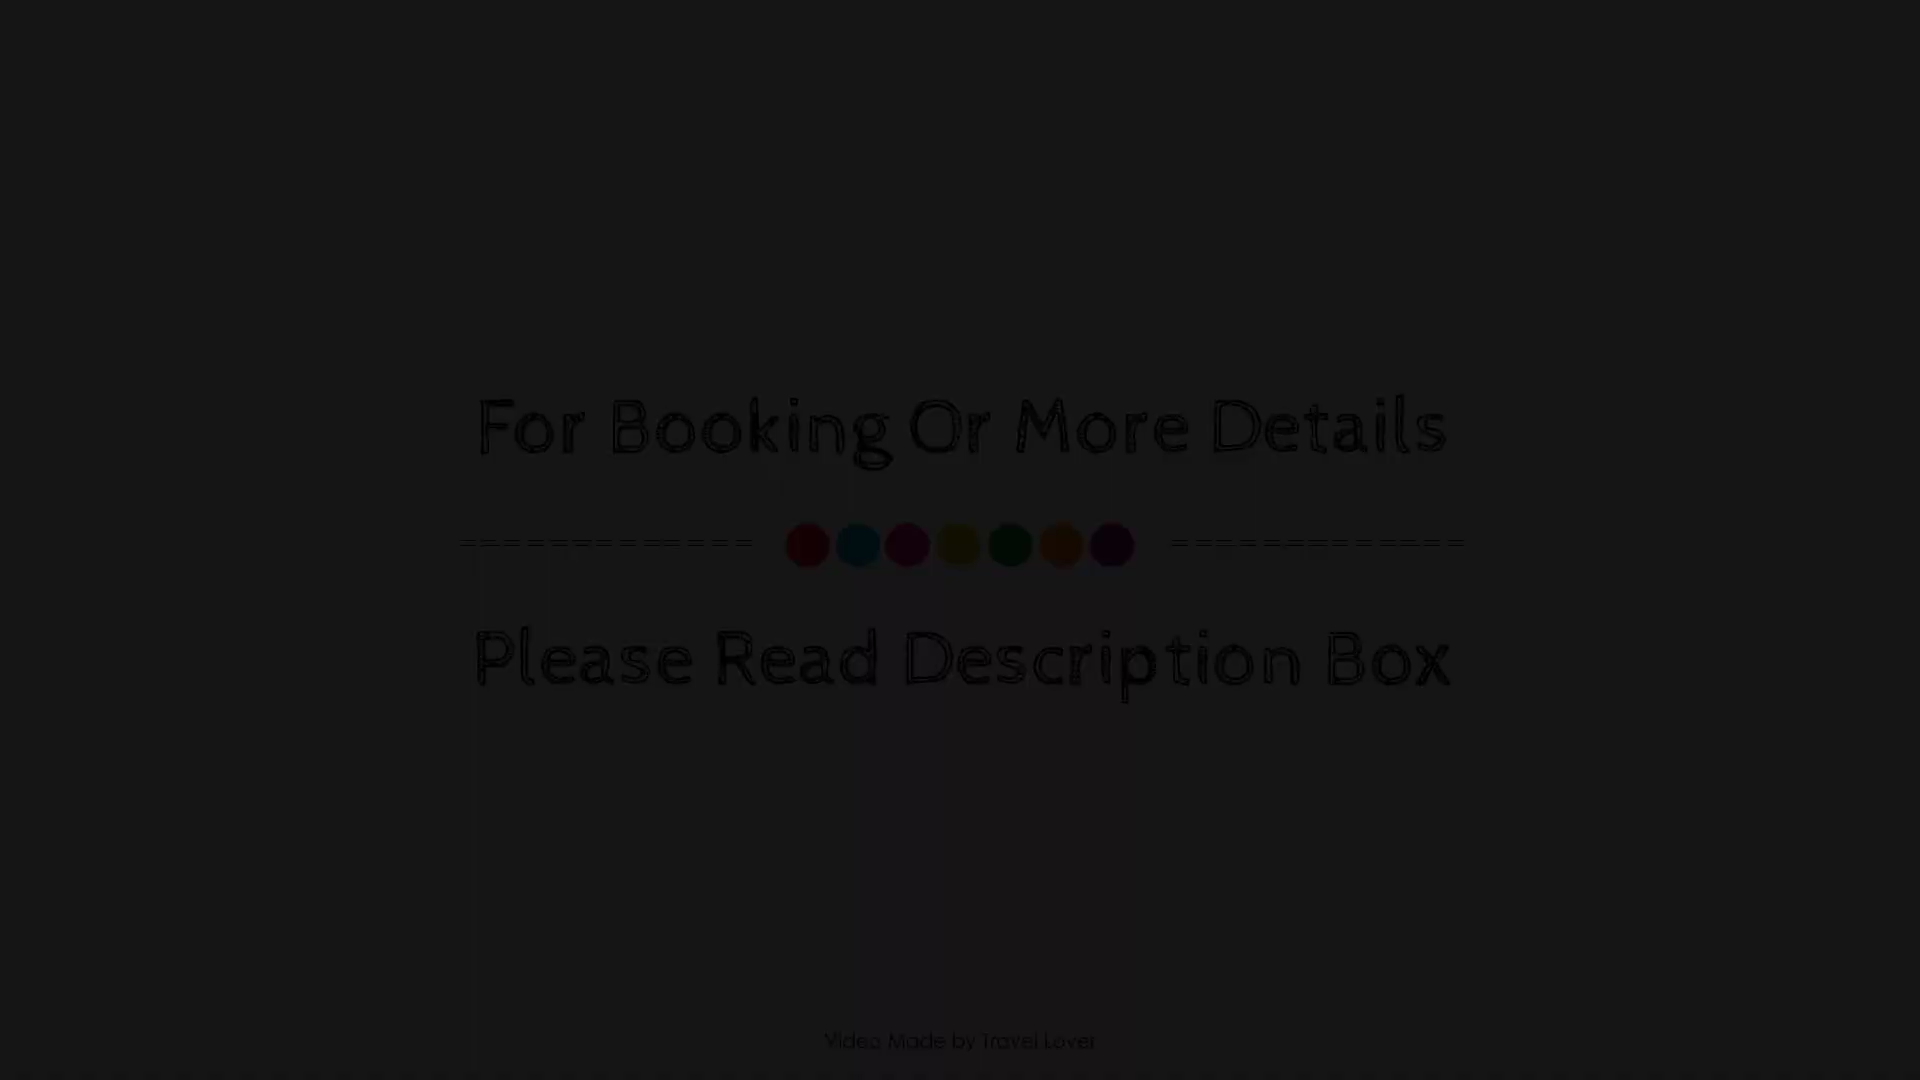 For Booking Or More Details
============= =============
Please Read Description Box
Video Made by Travel Lover